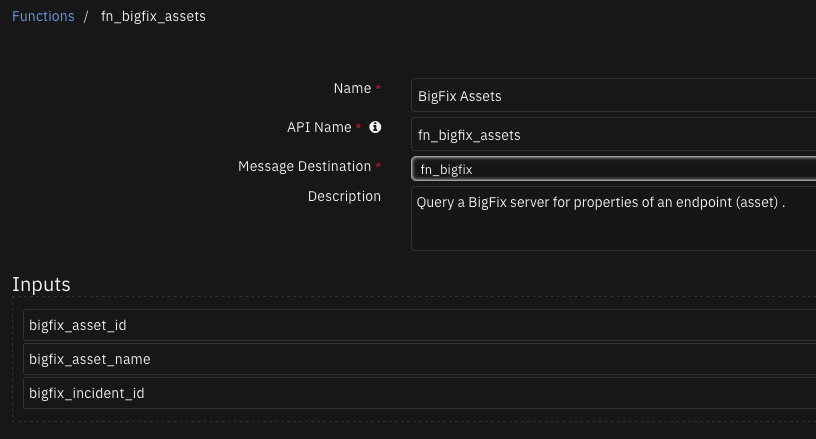 Functions / fn_bigfix_assets
Name *
BigFix Assets
API Name *
fn_bigfix_assets
Message Destination *
fn_bigfix
Description
Query a BigFix server for properties of an endpoint (asset) .
Inputs
bigfix_asset_id
bigfix_asset_name
bigfix_incident_id